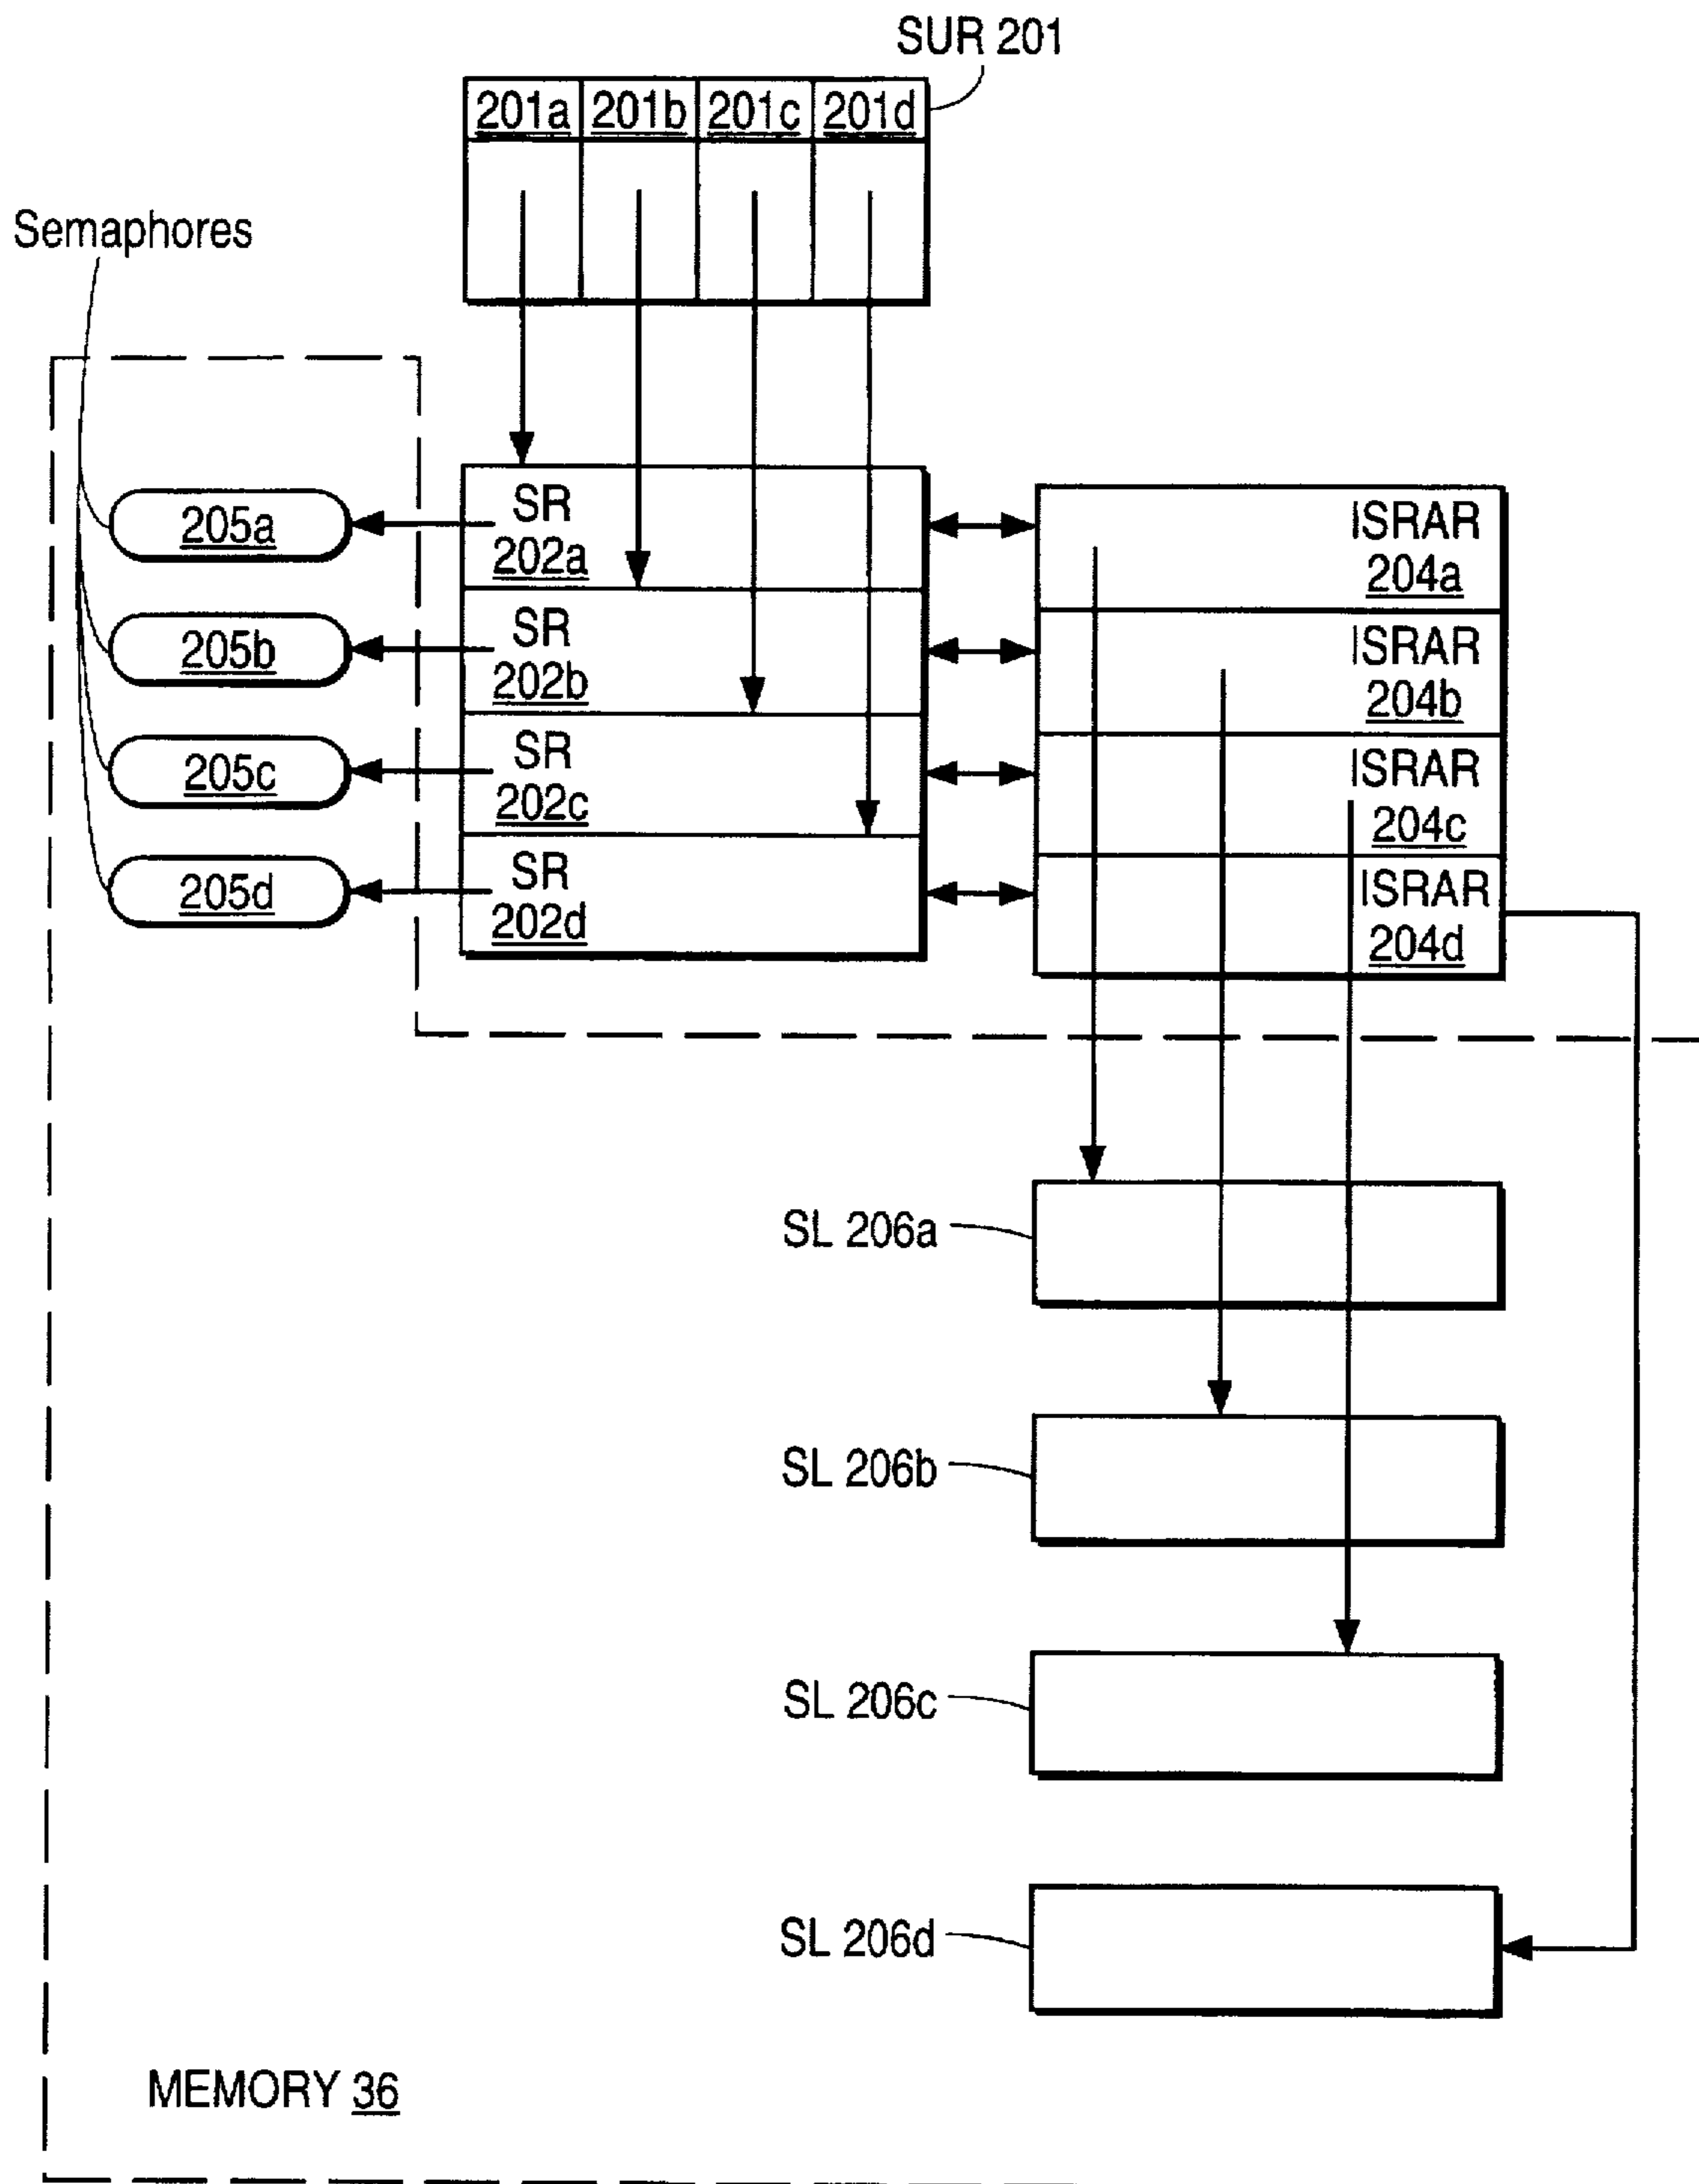 SUR 201
201a 201b 201c 201d
Semaphores
205a
205b
205c
205d
SR
202a
SR
202b
SR
202c
SR
202d
ISRAR
204a
ISRAR
204b
ISRAR
204c
ISRAR
204d
SL 206a
SL 206b
SL 206c
SL 206d
MEMORY 36